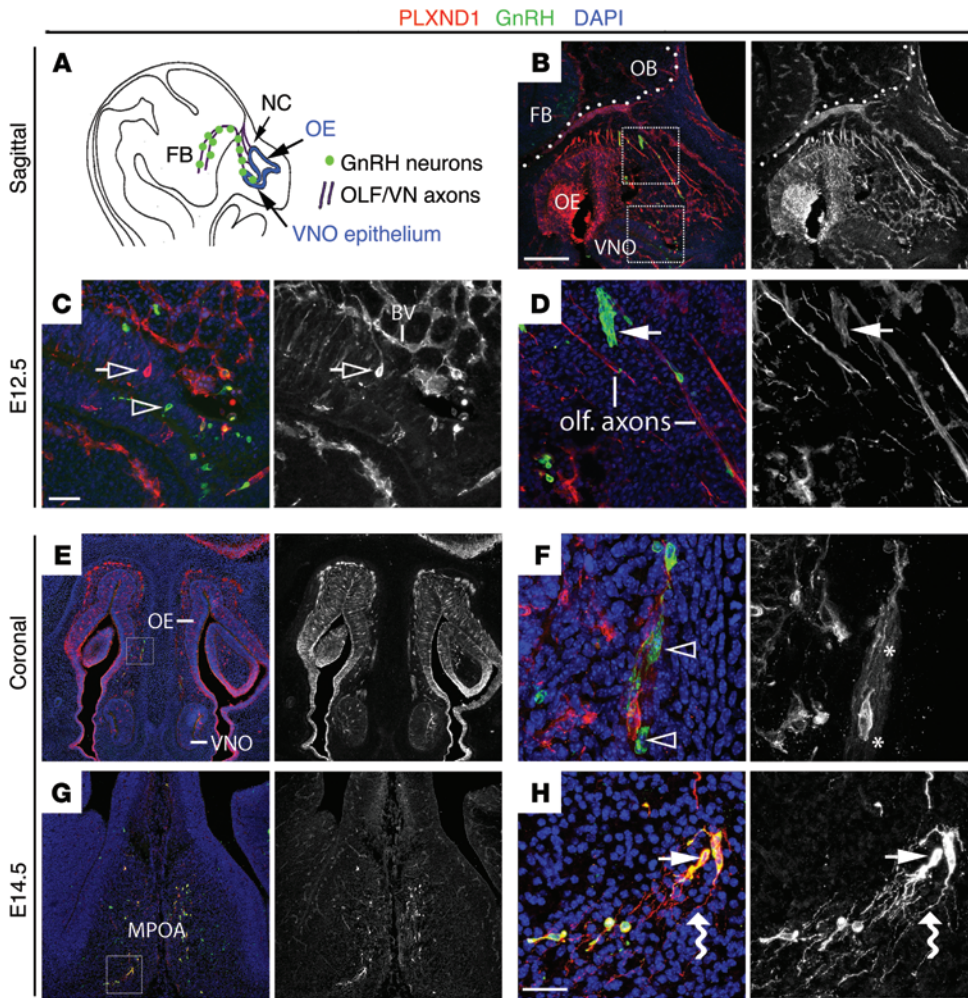 PLXND1 GnRH DAPI
Sagittal
E12.5
Coronal
E14.5
A
NC
OE
FB
GnRH neurons
OLF/VN axons
VNO epithelium
B
OB
FB
OE
VNO
C
BV
D
olf. axons
E
OE
VNO
F
*
*
G
MPOA
H